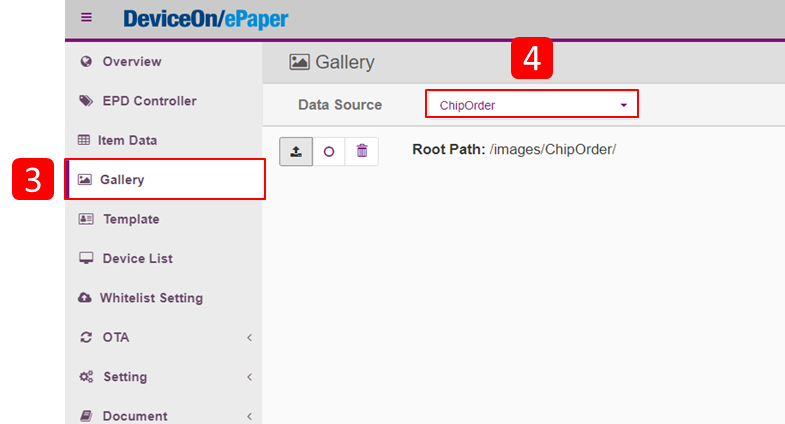 DeviceOn/ePaper
Overview
EPD Controller
Item Data
3
Gallery
Template
Device List
Whitelist Setting
OTA
Setting
Document
Gallery
4
Data Source
ChipOrder
Root Path: /images/ChipOrder/